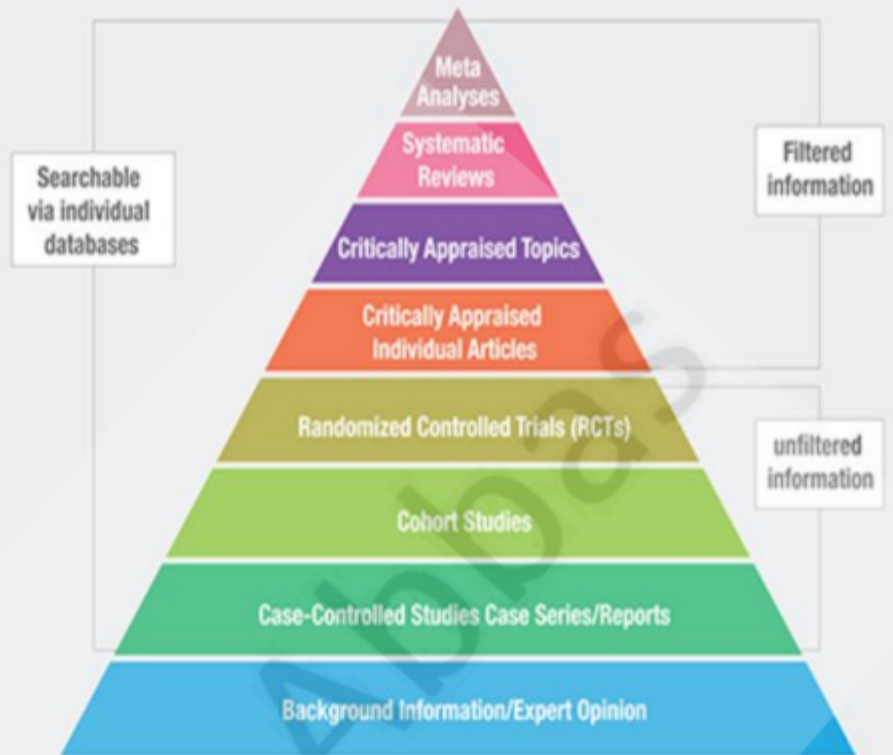 Meta
Analyses
Systematic
Reviews
Critically Appraised Topics
Critically Appraised
Individual Articles
Randomized Controlled Trials (RCTs)
Cohort Studies
Case-Controlled Studies Case Series/Reports
Background Information/Expert Opinion
Searchable
via individual
databases
Filtered
information
unfiltered
information
Abbas